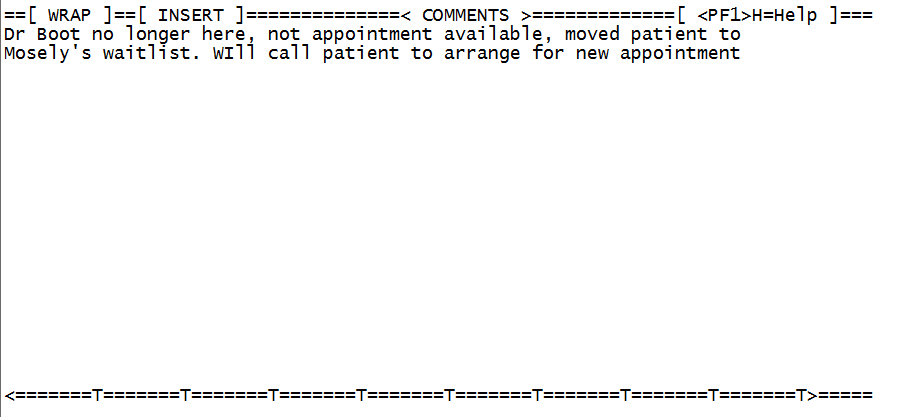 ==[ WRAP ]==[ INSERT ]==============< COMMENTS >=============[ <PF1>H=Help ]===
Dr Boot no longer here, not appointment available, moved patient to
Mosely's waitlist. WIll call patient to arrange for new appointment
<=======T=======T=======T=======T=======T=======T=======T=======T=======T>=====